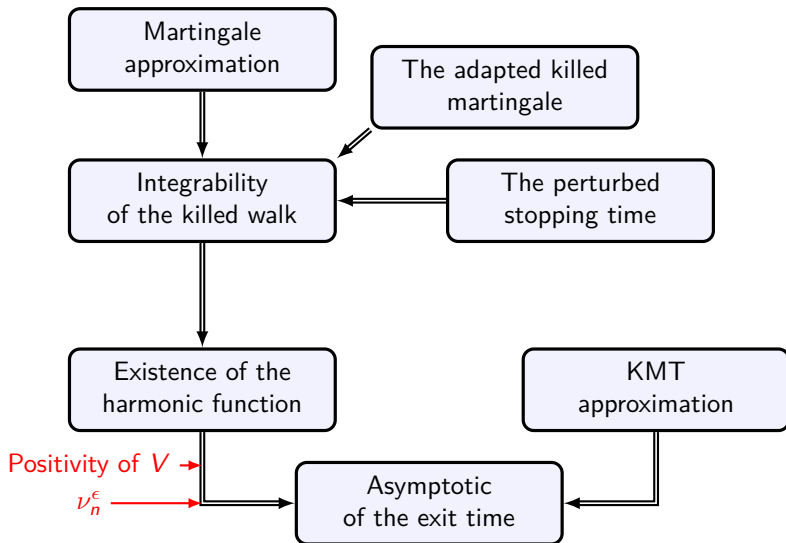 Martingale
approximation
The adapted killed
martingale
Integrability
of the killed walk
The perturbed
stopping time
Existence of the
harmonic function
KMT
approximation
Positivity of V
ν_n^ϵ
Asymptotic
of the exit time